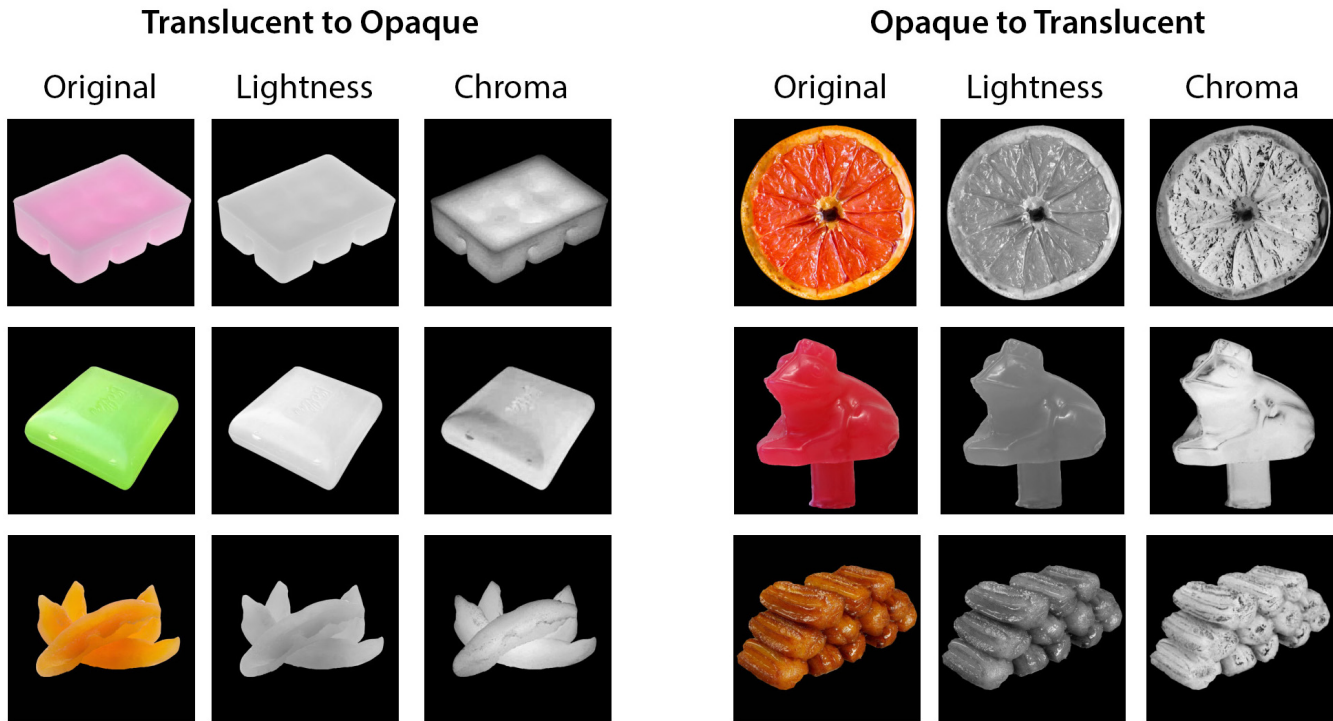 Translucent to Opaque
Opaque to Translucent
Original
Lightness
Chroma
Original
Lightness
Chroma